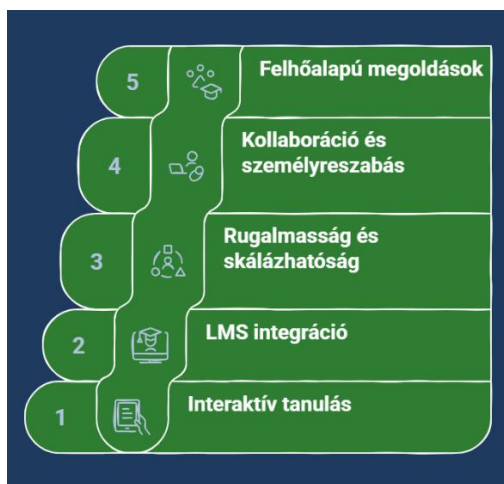 5
Felhőalapú megoldások
4
Kollaboráció és
személyreszabás
3
Rugalmasság és
skálázhatóság
2
LMS integráció
1
Interaktív tanulás